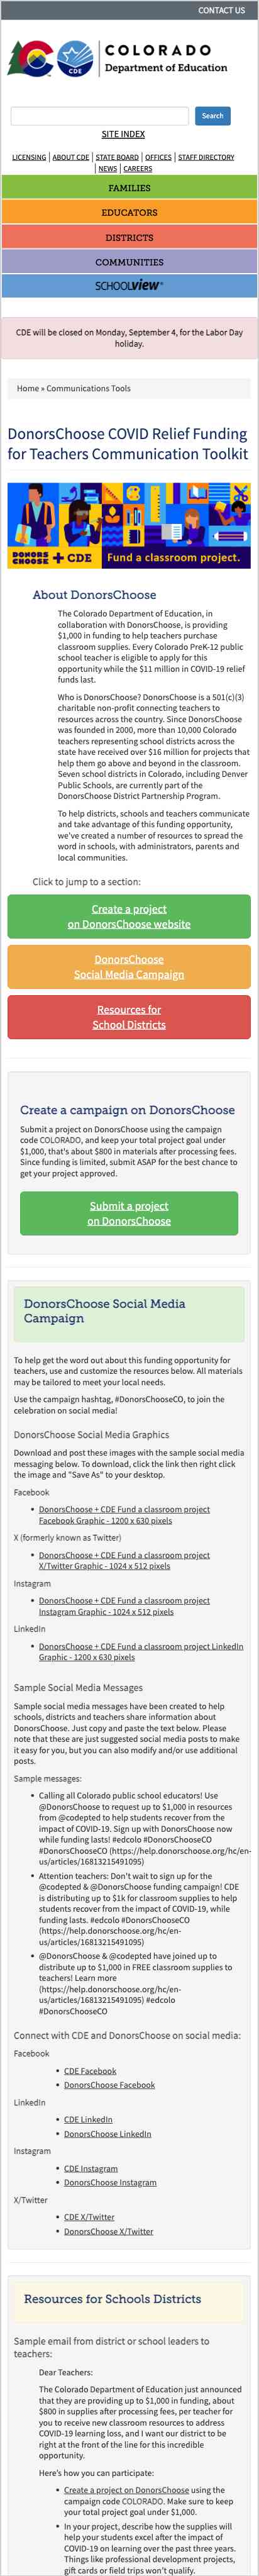 CONTACT US
COLORADO
Department of Education
CDE
Search
SITE INDEX
LICENSING | ABOUT CDE | STATE BOARD | OFFICES | STAFF DIRECTORY
| NEWS | CAREERS
FAMILIES
EDUCATORS
DISTRICTS
COMMUNITIES
SCHOOLVIEW®
CDE will be closed on Monday, September 4, for the Labor Day
holiday.
Home » Communications Tools
DonorsChoose COVID Relief Funding
for Teachers Communication Toolkit
DONORS
CHOOSE + CDE Fund a classroom project.
About DonorsChoose
The Colorado Department of Education, in
collaboration with DonorsChoose, is providing
$1,000 in funding to help teachers purchase
classroom supplies. Every Colorado PreK-12 public
school teacher is eligible to apply for this
opportunity while the $11 million in COVID-19 relief
funds last.
Who is DonorsChoose? DonorsChoose is a 501(c)(3)
charitable non-profit connecting teachers to
resources across the country. Since DonorsChoose
was founded in 2000, more than 10,000 Colorado
teachers representing school districts across the
state have received over $16 million for projects that
help them go above and beyond in the classroom.
Seven school districts in Colorado, including Denver
Public Schools, are currently part of the
DonorsChoose District Partnership Program.
To help districts, schools and teachers communicate
and take advantage of this funding opportunity,
we've created a number of resources to spread the
word in schools, with administrators, parents and
local communities.
Click to jump to a section:
Create a project
on DonorsChoose website
DonorsChoose
Social Media Campaign
Resources for
School Districts
Create a campaign on DonorsChoose
Submit a project on DonorsChoose using the campaign
code COLORADO, and keep your total project goal under
$1,000, that's about $800 in materials after processing fees.
Since funding is limited, submit ASAP for the best chance to
get your project approved.
Submit a project
on DonorsChoose
DonorsChoose Social Media
Campaign
To help get the word out about this funding opportunity for
teachers, use and customize the resources below. All materials
may be tailored to meet your local needs.
Use the campaign hashtag, #DonorsChooseCO, to join the
celebration on social media!
DonorsChoose Social Media Graphics
Download and post these images with the sample social media
messaging below. To download, click the link then right click
the image and "Save As" to your desktop.
Facebook
• DonorsChoose + CDE Fund a classroom project
Facebook Graphic - 1200 x 630 pixels
X (formerly known as Twitter)
• DonorsChoose + CDE Fund a classroom project
X/Twitter Graphic - 1024 x 512 pixels
Instagram
• DonorsChoose + CDE Fund a classroom project
Instagram Graphic - 1024 x 512 pixels
LinkedIn
• DonorsChoose + CDE Fund a classroom project LinkedIn
Graphic - 1200 x 630 pixels
Sample Social Media Messages
Sample social media messages have been created to help
schools, districts and teachers share information about
DonorsChoose. Just copy and paste the text below. Please
note that these are just suggested social media posts to make
it easy for you, but you can also modify and/or use additional
posts.
Sample messages:
• Calling all Colorado public school educators! Use
@DonorsChoose to request up to $1,000 in resources
from @codepted to help students recover from the
impact of COVID-19. Sign up with DonorsChoose now
while funding lasts! #edcolo #DonorsChooseCO
#DonorsChooseCO (https://help.donorschoose.org/hc/en-
us/articles/16813215491095)
• Attention teachers: Don't wait to sign up for the
@codepted & @DonorsChoose funding campaign! CDE
is distributing up to $1k for classroom supplies to help
students recover from the impact of COVID-19, while
funding lasts. #edcolo #DonorsChooseCO
(https://help.donorschoose.org/hc/en-
us/articles/16813215491095)
• @DonorsChoose & @codepted have joined up to
distribute up to $1,000 in FREE classroom supplies to
teachers! Learn more
(https://help.donorschoose.org/hc/en-
us/articles/16813215491095) #edcolo
#DonorsChooseCO
Connect with CDE and DonorsChoose on social media:
Facebook
• CDE Facebook
• DonorsChoose Facebook
LinkedIn
• CDE LinkedIn
• DonorsChoose LinkedIn
Instagram
• CDE Instagram
• DonorsChoose Instagram
X/Twitter
• CDE X/Twitter
• DonorsChoose X/Twitter
Resources for Schools Districts
Sample email from district or school leaders to
teachers:
Dear Teachers:
The Colorado Department of Education just announced
that they are providing up to $1,000 in funding, about
$800 in supplies after processing fees, per teacher for
you to receive new classroom resources to address
COVID-19 learning loss, and I want our district to be
right at the front of the line for this incredible
opportunity.
Here's how you can participate:
• Create a project on DonorsChoose using the
campaign code COLORADO. Make sure to keep
your total project goal under $1,000.
• In your project, describe how the supplies will
help your students excel after the impact of
COVID-19 on learning over the past three years.
Things like professional development projects,
gift cards or field trips won't qualify.